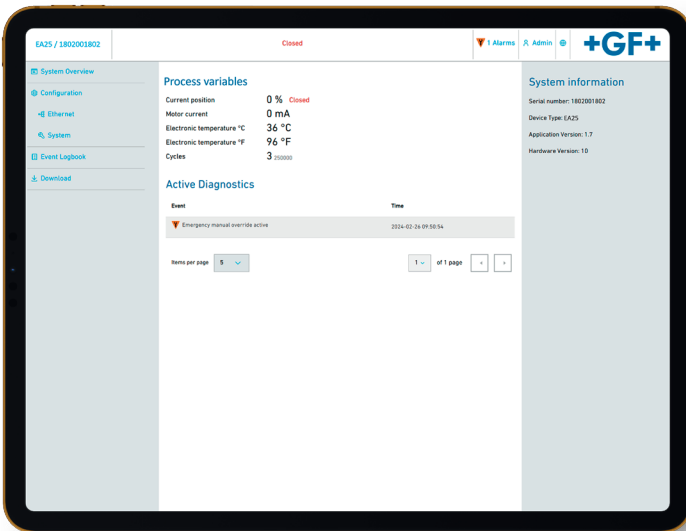 EA25 / 1802001802
Closed
1 Alarms
Admin
+GF+
System Overview
Configuration
Ethernet
System
Event Logbook
Download
Process variables
Current position 0 % Closed
Motor current 0 mA
Electronic temperature °C 36 °C
Electronic temperature °F 96 °F
Cycles 3 250000
Active Diagnostics
Event Time
Emergency manual override active 2024-02-26 09:50:54
Items per page 5 1 of 1 page < >
System information
Serial number: 1802001802
Device Type: EA25
Application Version: 1.7
Hardware Version: 10